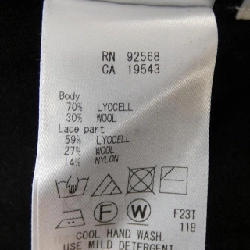 RN 92568
CA 19543
Body
70% LYOCELL
30% WOOL
Lace part
59% LYOCELL
27% WOOL
4% NYLON
F W F23T
11B
COOL HAND WASH
USE MILD DETERGENT